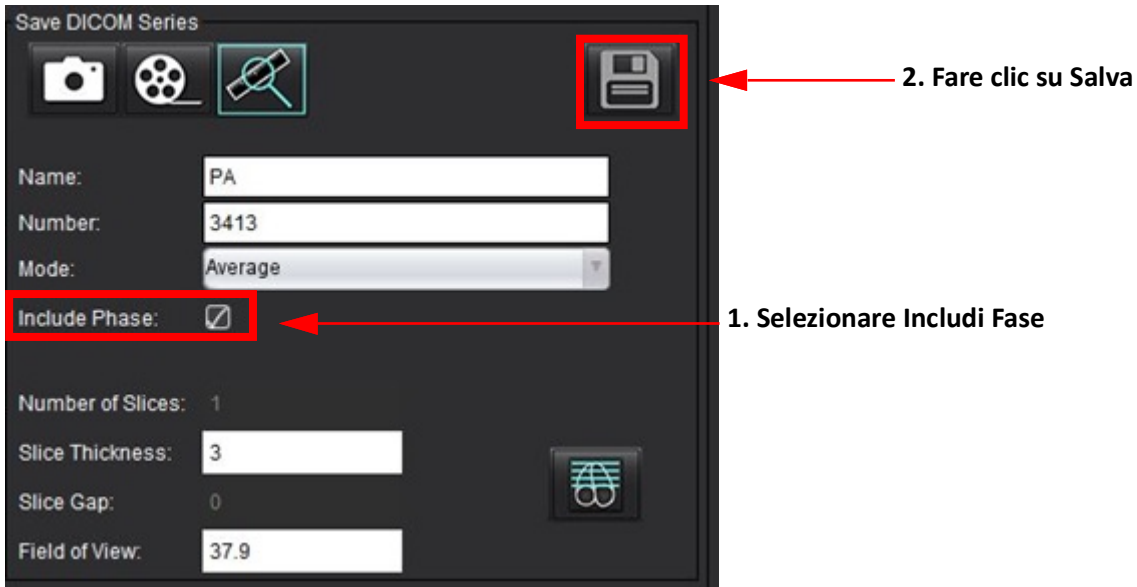 Save DICOM Series
2. Fare clic su Salva
Name: PA
Number: 3413
Mode: Average
Include Phase:
1. Selezionare Includi Fase
Number of Slices: 1
Slice Thickness: 3
Slice Gap: 0
Field of View: 37.9